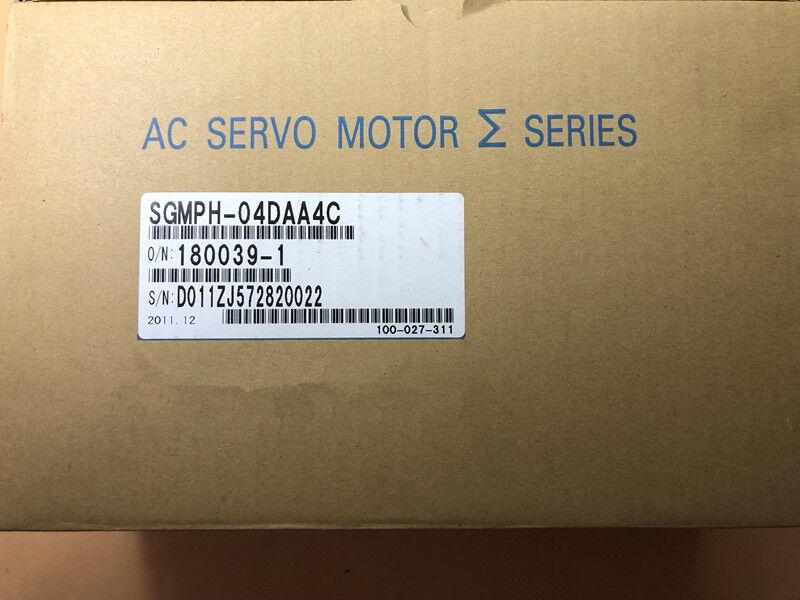 AC SERVO MOTOR Σ SERIES
SGMPH-04DAA4C
O/N: 180039-1
S/N: D011ZJ572820022
2011.12
100-027-311